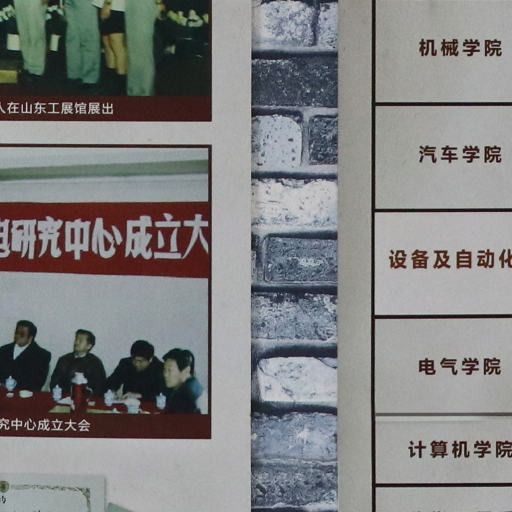 人在山东工展馆展出
研究中心成立大
究中心成立大会
机械学院
汽车学院
设备及自动化
电气学院
计算机学院